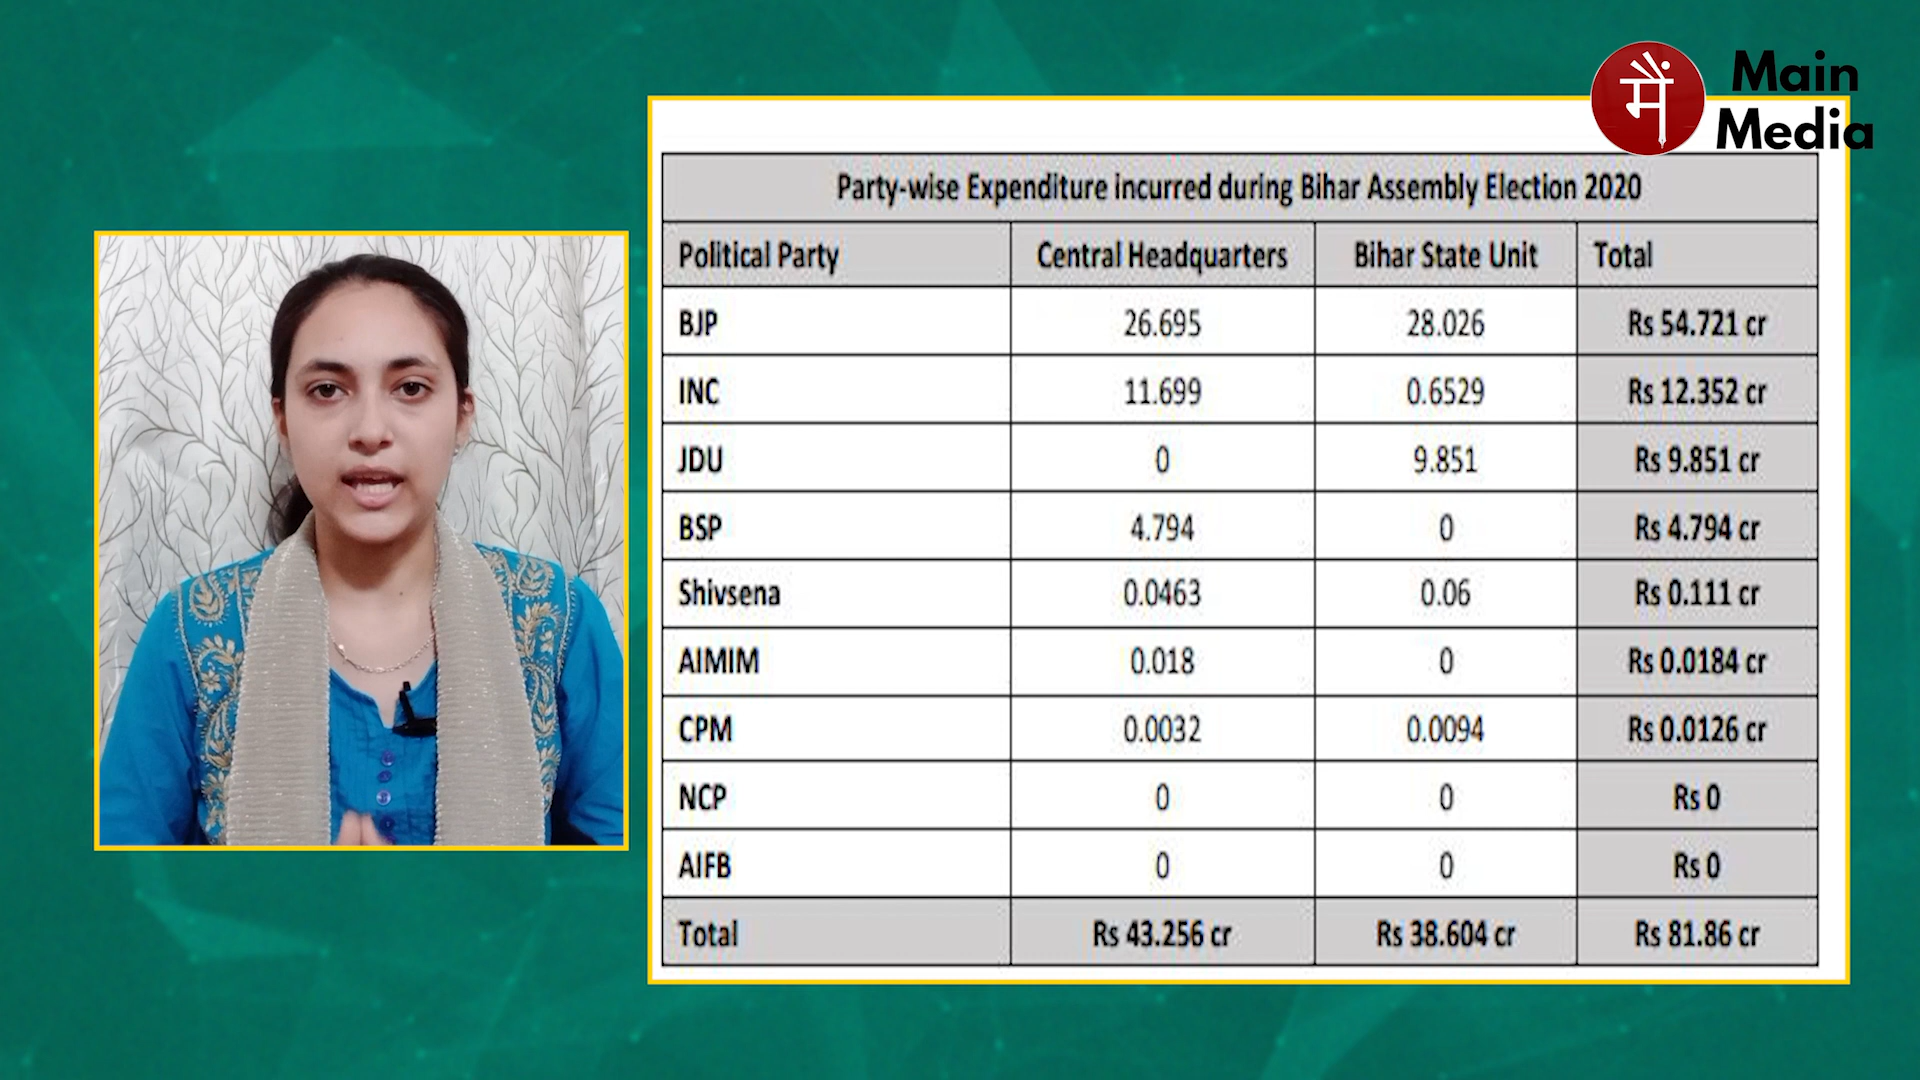 में
Main
Media
Party-wise Expenditure incurred during Bihar Assembly Election 2020
Political Party Central Headquarters Bihar State Unit Total
BJP 26.695 28.026 Rs 54.721 cr
INC 11.699 0.6529 Rs 12.352 cr
JDU 0 9.851 Rs 9.851 cr
BSP 4.794 0 Rs 4.794 cr
Shivsena 0.0463 0.06 Rs 0.111 cr
AIMIM 0.018 0 Rs 0.0184 cr
CPM 0.0032 0.0094 Rs 0.0126 cr
NCP 0 0 Rs 0
AIFB 0 0 Rs 0
Total Rs 43.256 cr Rs 38.604 cr Rs 81.86 cr